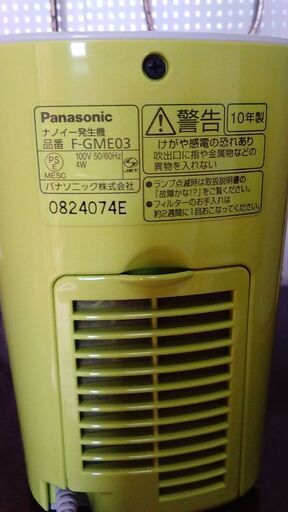 Panasonic
ナノイー発生機
品番 F-GME03
100V 50/60Hz
4W
PS
E
MESC
JET
パナソニック株式会社
0824074E
警告
10年製
けがや感電の恐れあり
吹出口に指や金属物などの
異物を入れない
●ランプ点滅時は取扱説明書の
「故障かな!?」をご覧ください。
●フィルターのお手入れは
約2週間に1回おこなってください。